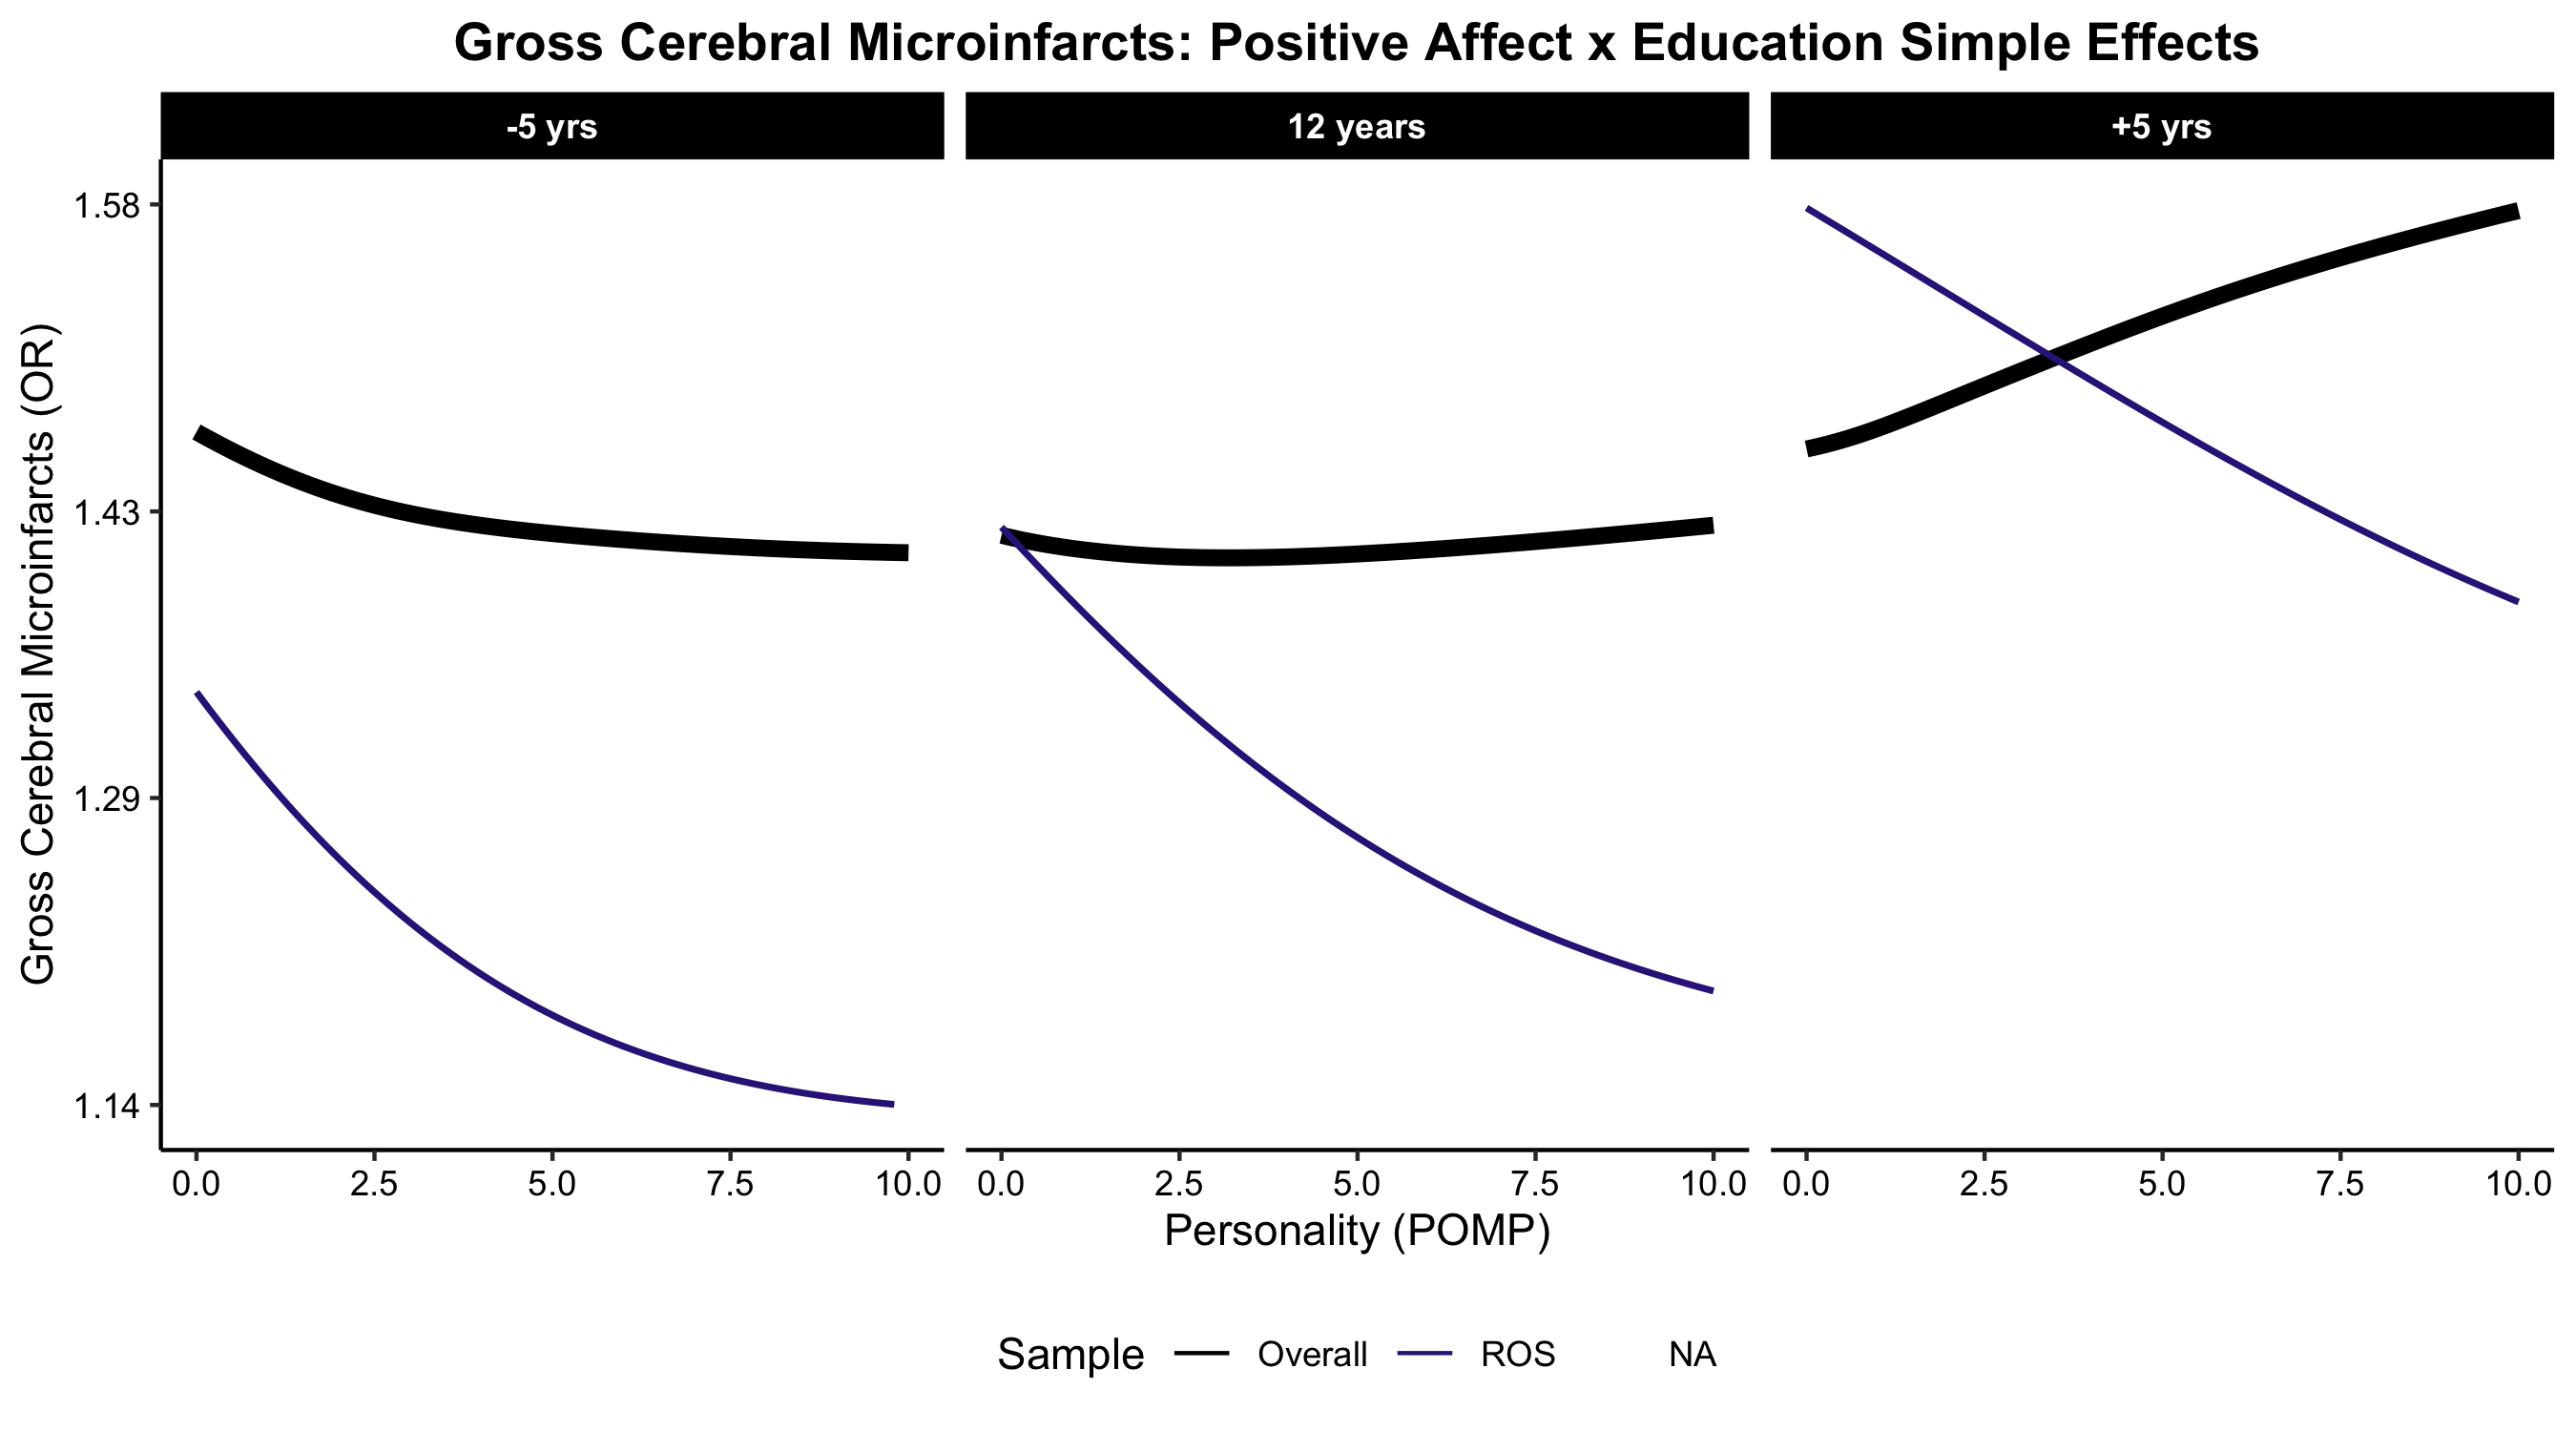 Gross Cerebral Microinfarcts: Positive Affect x Education Simple Effects
-5 yrs
12 years
+5 yrs
Gross Cerebral Microinfarcts (OR)
1.58
1.43
1.29
1.14
0.0 2.5 5.0 7.5 10.0
0.0 2.5 5.0 7.5 10.0
0.0 2.5 5.0 7.5 10.0
Personality (POMP)
Sample Overall ROS NA